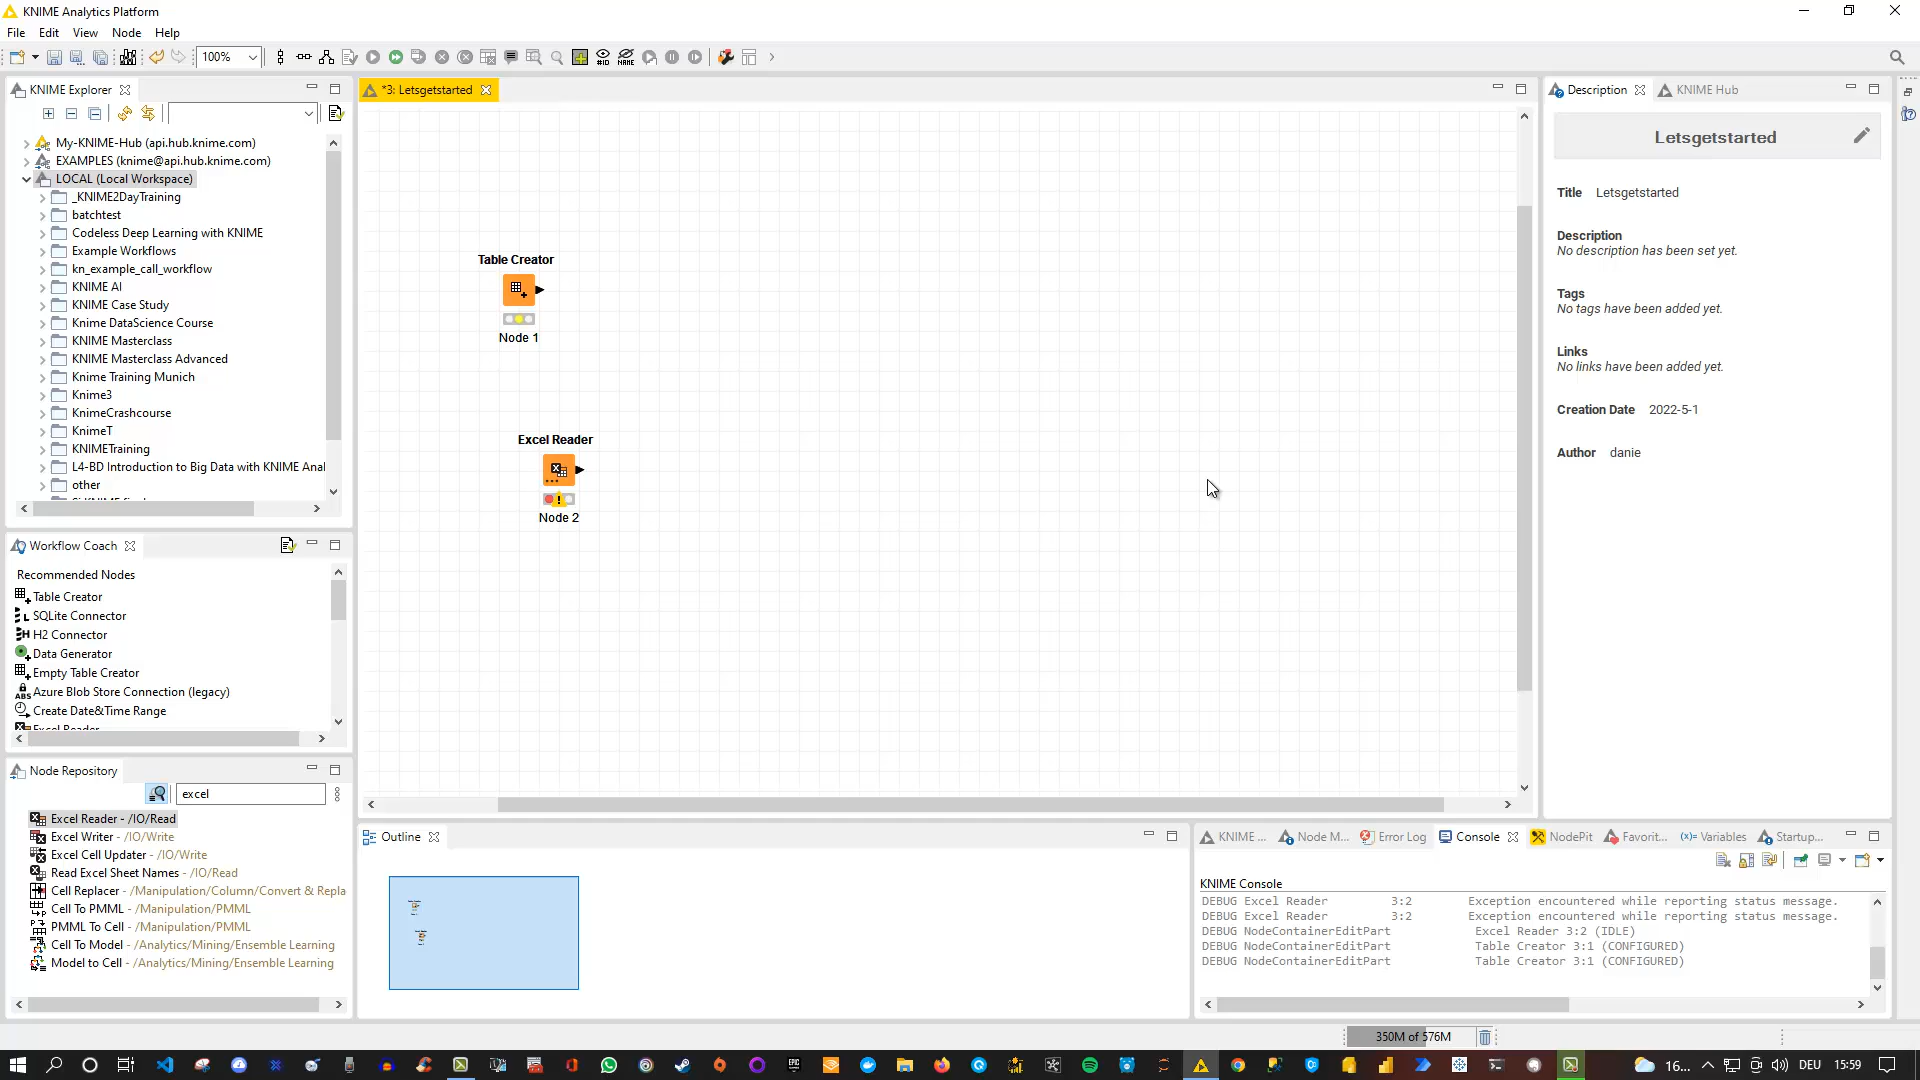 KNIME Analytics Platform
File Edit View Node Help
100%
KNIME Explorer
My-KNIME-Hub (api.hub.knime.com)
EXAMPLES (knime@api.hub.knime.com)
LOCAL (Local Workspace)
_KNIME2DayTraining
batchtest
Codeless Deep Learning with KNIME
Example Workflows
kn_example_call_workflow
KNIME AI
KNIME Case Study
Knime DataScience Course
KNIME Masterclass
KNIME Masterclass Advanced
Knime Training Munich
Knime3
KnimeCrashcourse
KnimeT
KNIMETraining
L4-BD Introduction to Big Data with KNIME Anal
other
Workflow Coach
Recommended Nodes
Table Creator
SQLite Connector
H2 Connector
Data Generator
Empty Table Creator
Azure Blob Store Connection (legacy)
Create Date&Time Range
Excel Reader
Node Repository
excel
Excel Reader - /IO/Read
Excel Writer - /IO/Write
Excel Cell Updater - /IO/Write
Read Excel Sheet Names - /IO/Read
Cell Replacer - /Manipulation/Column/Convert & Repla
Cell To PMML - /Manipulation/PMML
PMML To Cell - /Manipulation/PMML
Cell To Model - /Analytics/Mining/Ensemble Learning
Model to Cell - /Analytics/Mining/Ensemble Learning
*3: Letsgetstarted
Table Creator
Node 1
Excel Reader
Node 2
Outline
Description KNIME Hub
Letsgetstarted
Title Letsgetstarted
Description
No description has been set yet.
Tags
No tags have been added yet.
Links
No links have been added yet.
Creation Date 2022-5-1
Author danie
KNIME ... Node M... Error Log Console NodePit Favorit... (x)= Variables Startup...
KNIME Console
DEBUG Excel Reader 3:2 Exception encountered while reporting status message.
DEBUG Excel Reader 3:2 Exception encountered while reporting status message.
DEBUG NodeContainerEditPart Excel Reader 3:2 (IDLE)
DEBUG NodeContainerEditPart Table Creator 3:1 (CONFIGURED)
DEBUG NodeContainerEditPart Table Creator 3:1 (CONFIGURED)
350M of 576M
16... DEU 15:59